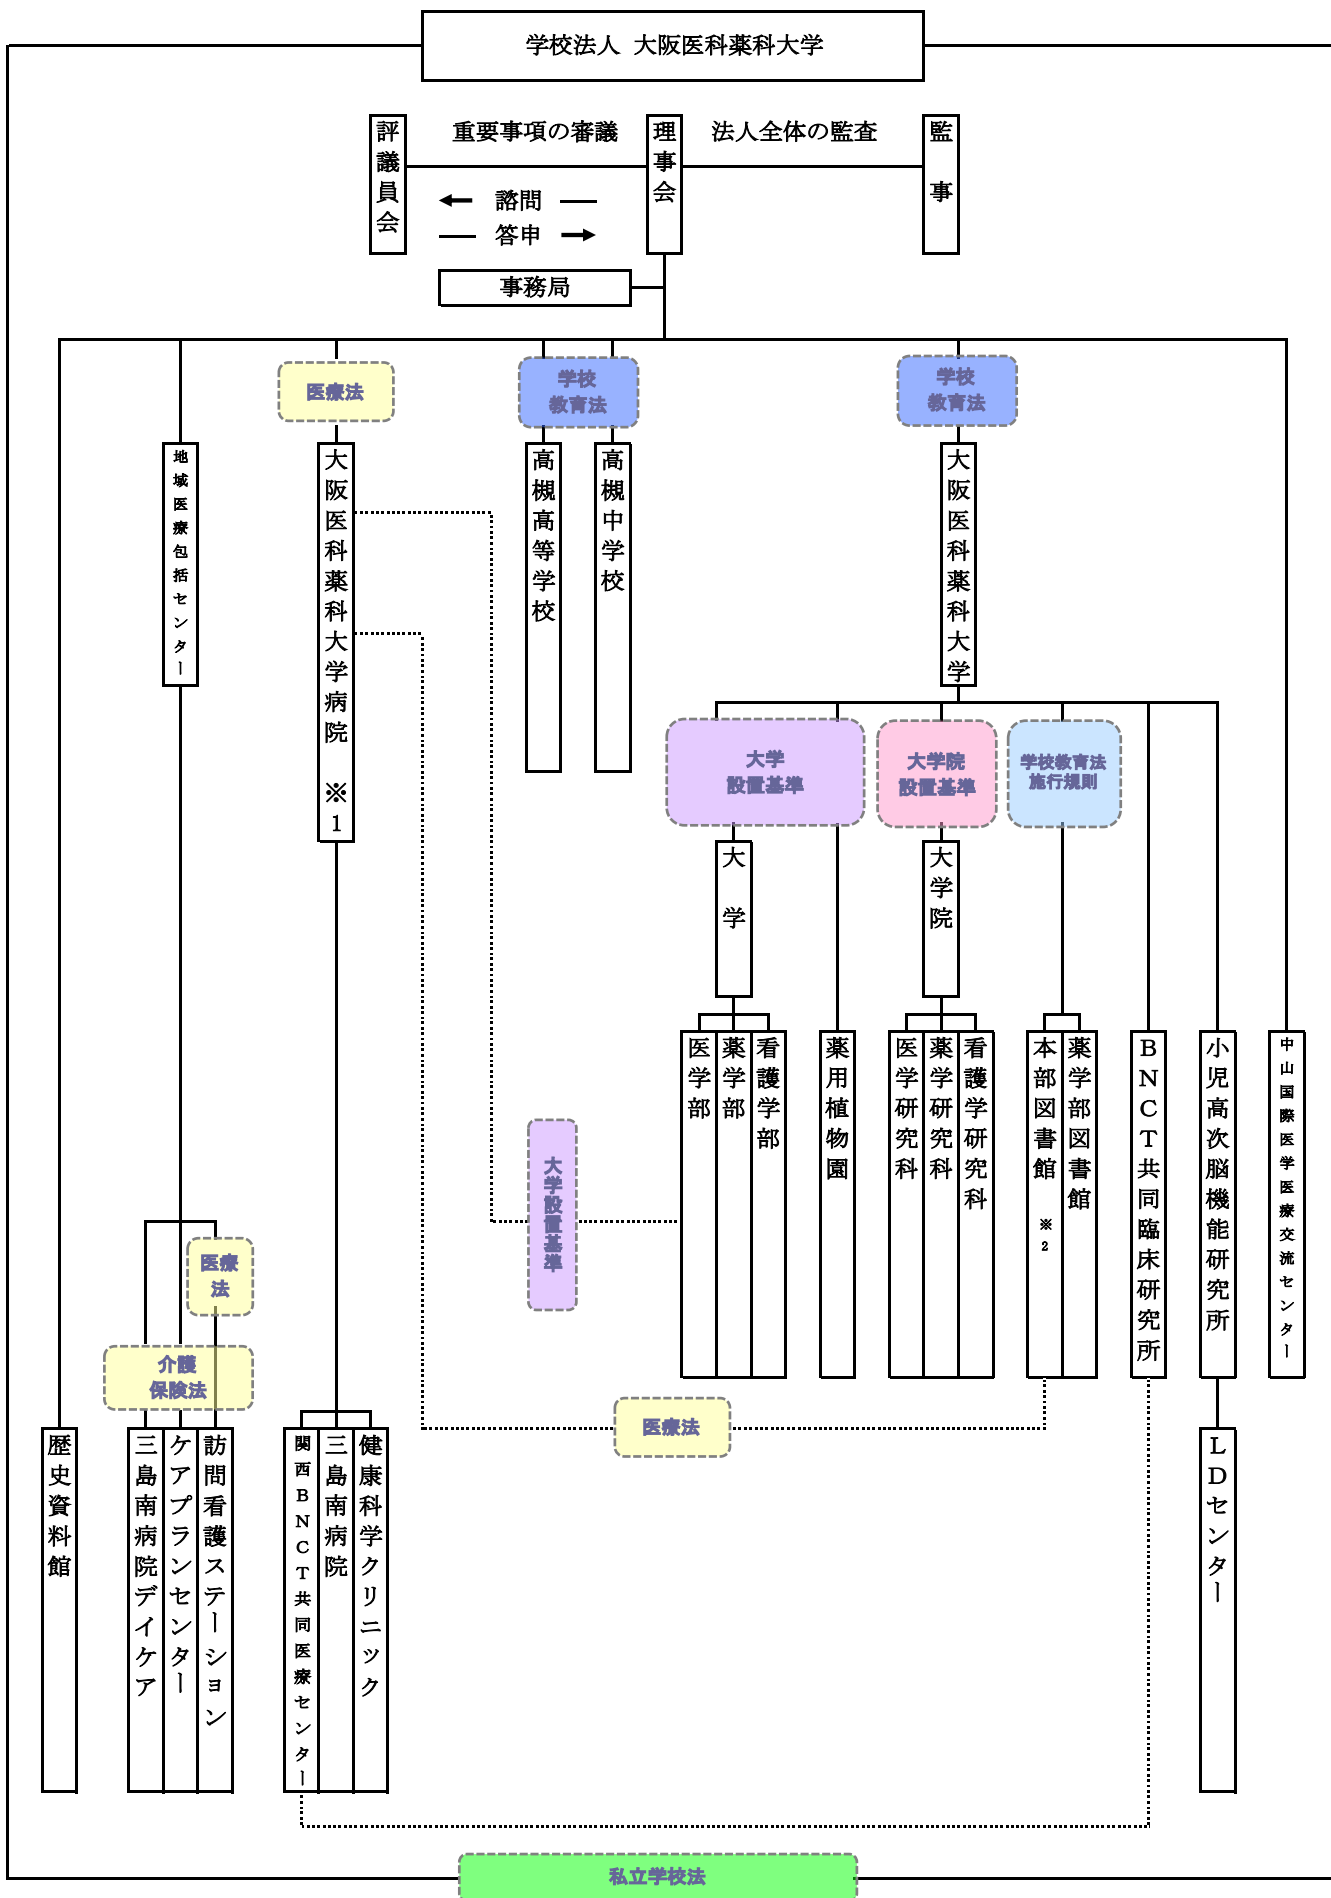 学校法人 大阪医科薬科大学
評議員会
重要事項の審議
理事会
法人全体の監査
監事
← 諮問 —
— 答申 →
事務局
医療法
学校
教育法
学校
教育法
地域医療包括センター
大阪医科薬科大学病院 ※1
高槻高等学校
高槻中学校
大阪医科薬科大学
大学
設置基準
大学院
設置基準
学校教育法
施行規則
大学
大学院
医学部
薬学部
看護学部
薬用植物園
医学研究科
薬学研究科
看護学研究科
本部図書館 ※2
薬学部図書館
BNCT共同臨床研究所
小児高次脳機能研究所
中山国際医学医療交流センター
大学設置基準
医療
法
介護
保険法
医療法
歴史資料館
三島南病院デイケア
ケアプランセンター
訪問看護ステーション
関西BNCT共同医療センター
三島南病院
健康科学クリニック
LDセンター
私立学校法